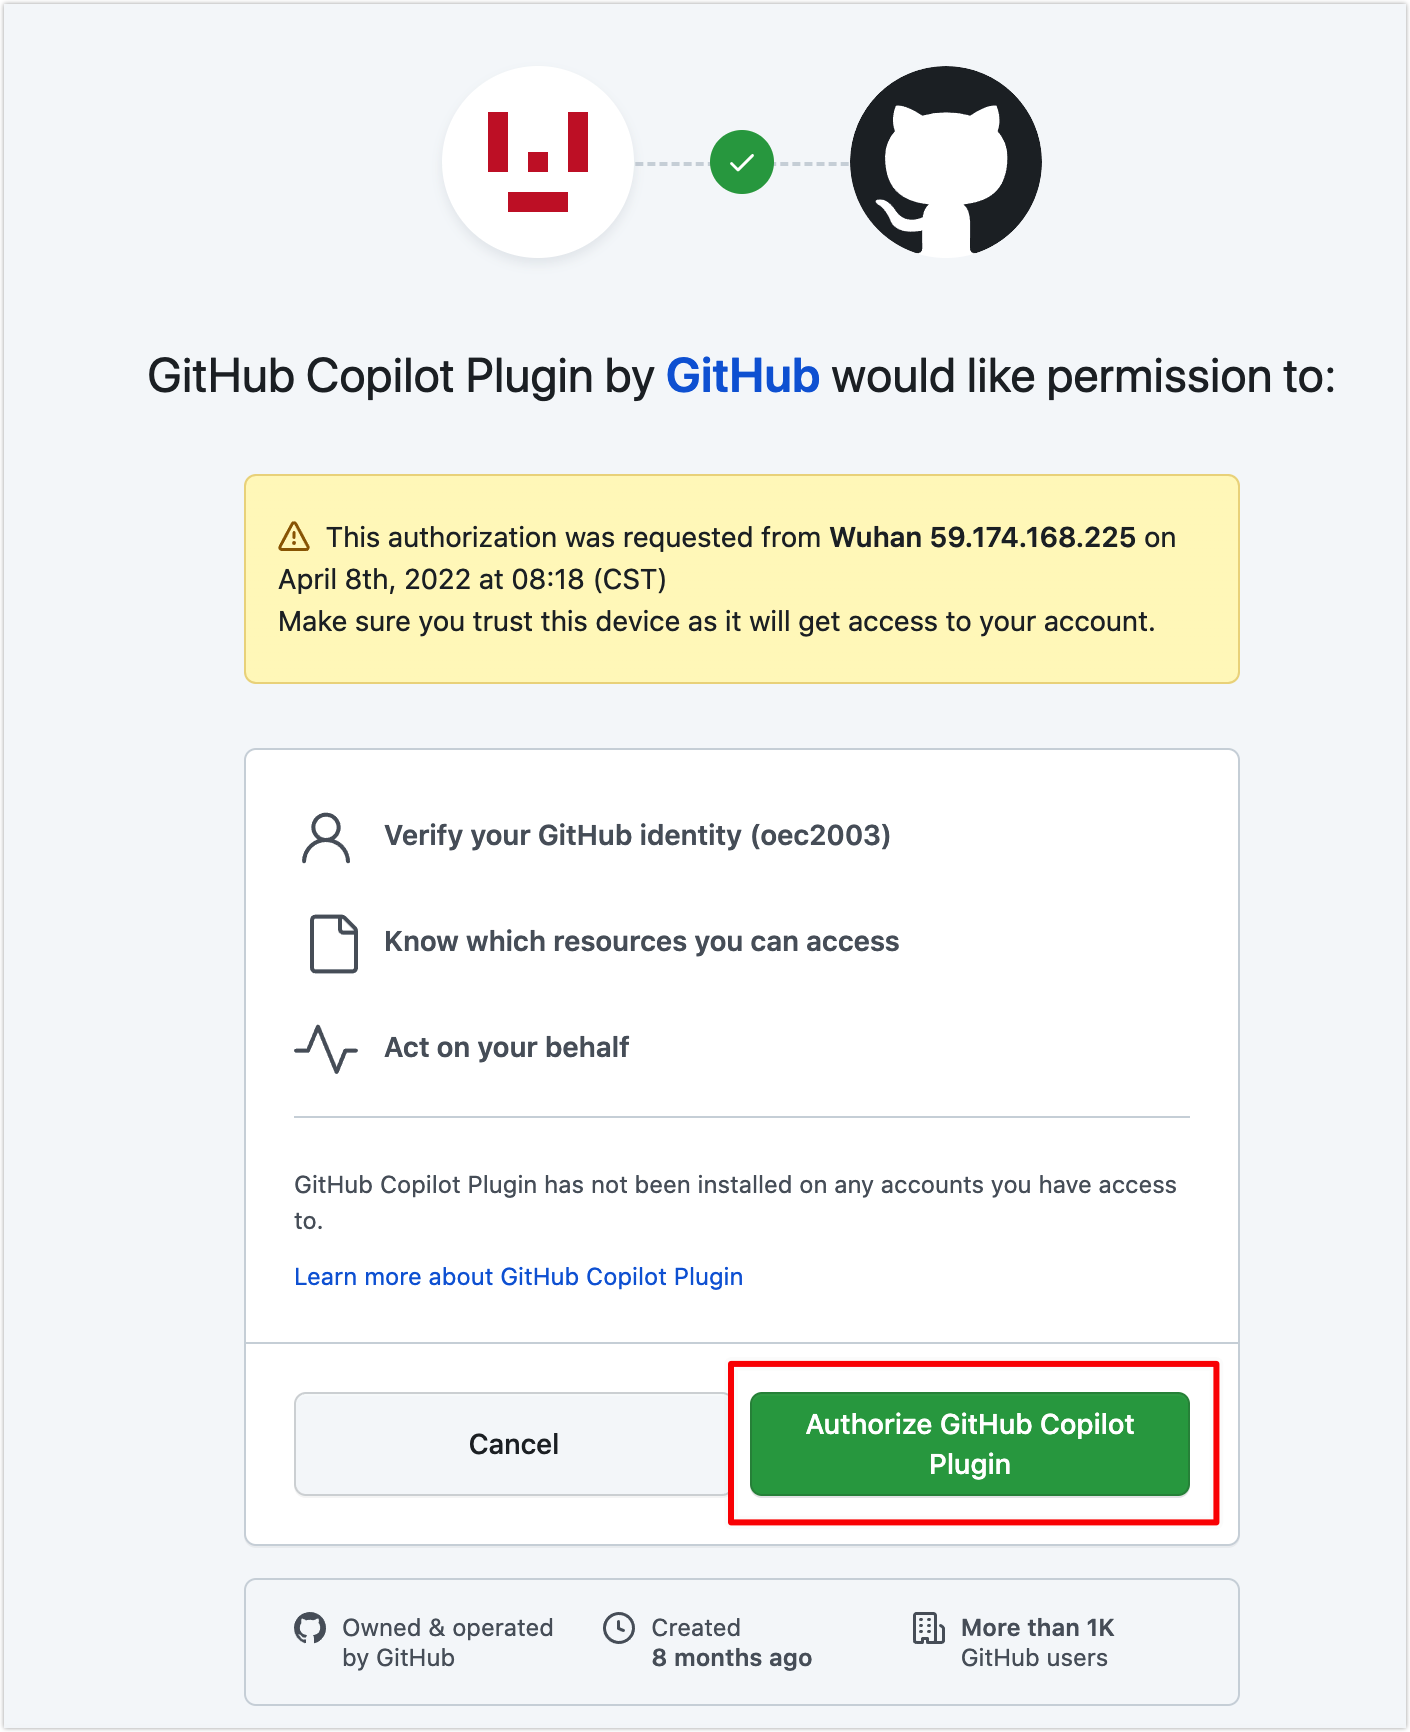 GitHub Copilot Plugin by GitHub would like permission to:
This authorization was requested from Wuhan 59.174.168.225 on
April 8th, 2022 at 08:18 (CST)
Make sure you trust this device as it will get access to your account.
Verify your GitHub identity (oec2003)
Know which resources you can access
Act on your behalf
GitHub Copilot Plugin has not been installed on any accounts you have access
to.
Learn more about GitHub Copilot Plugin
Cancel
Authorize GitHub Copilot
Plugin
Owned & operated
by GitHub
Created
8 months ago
More than 1K
GitHub users